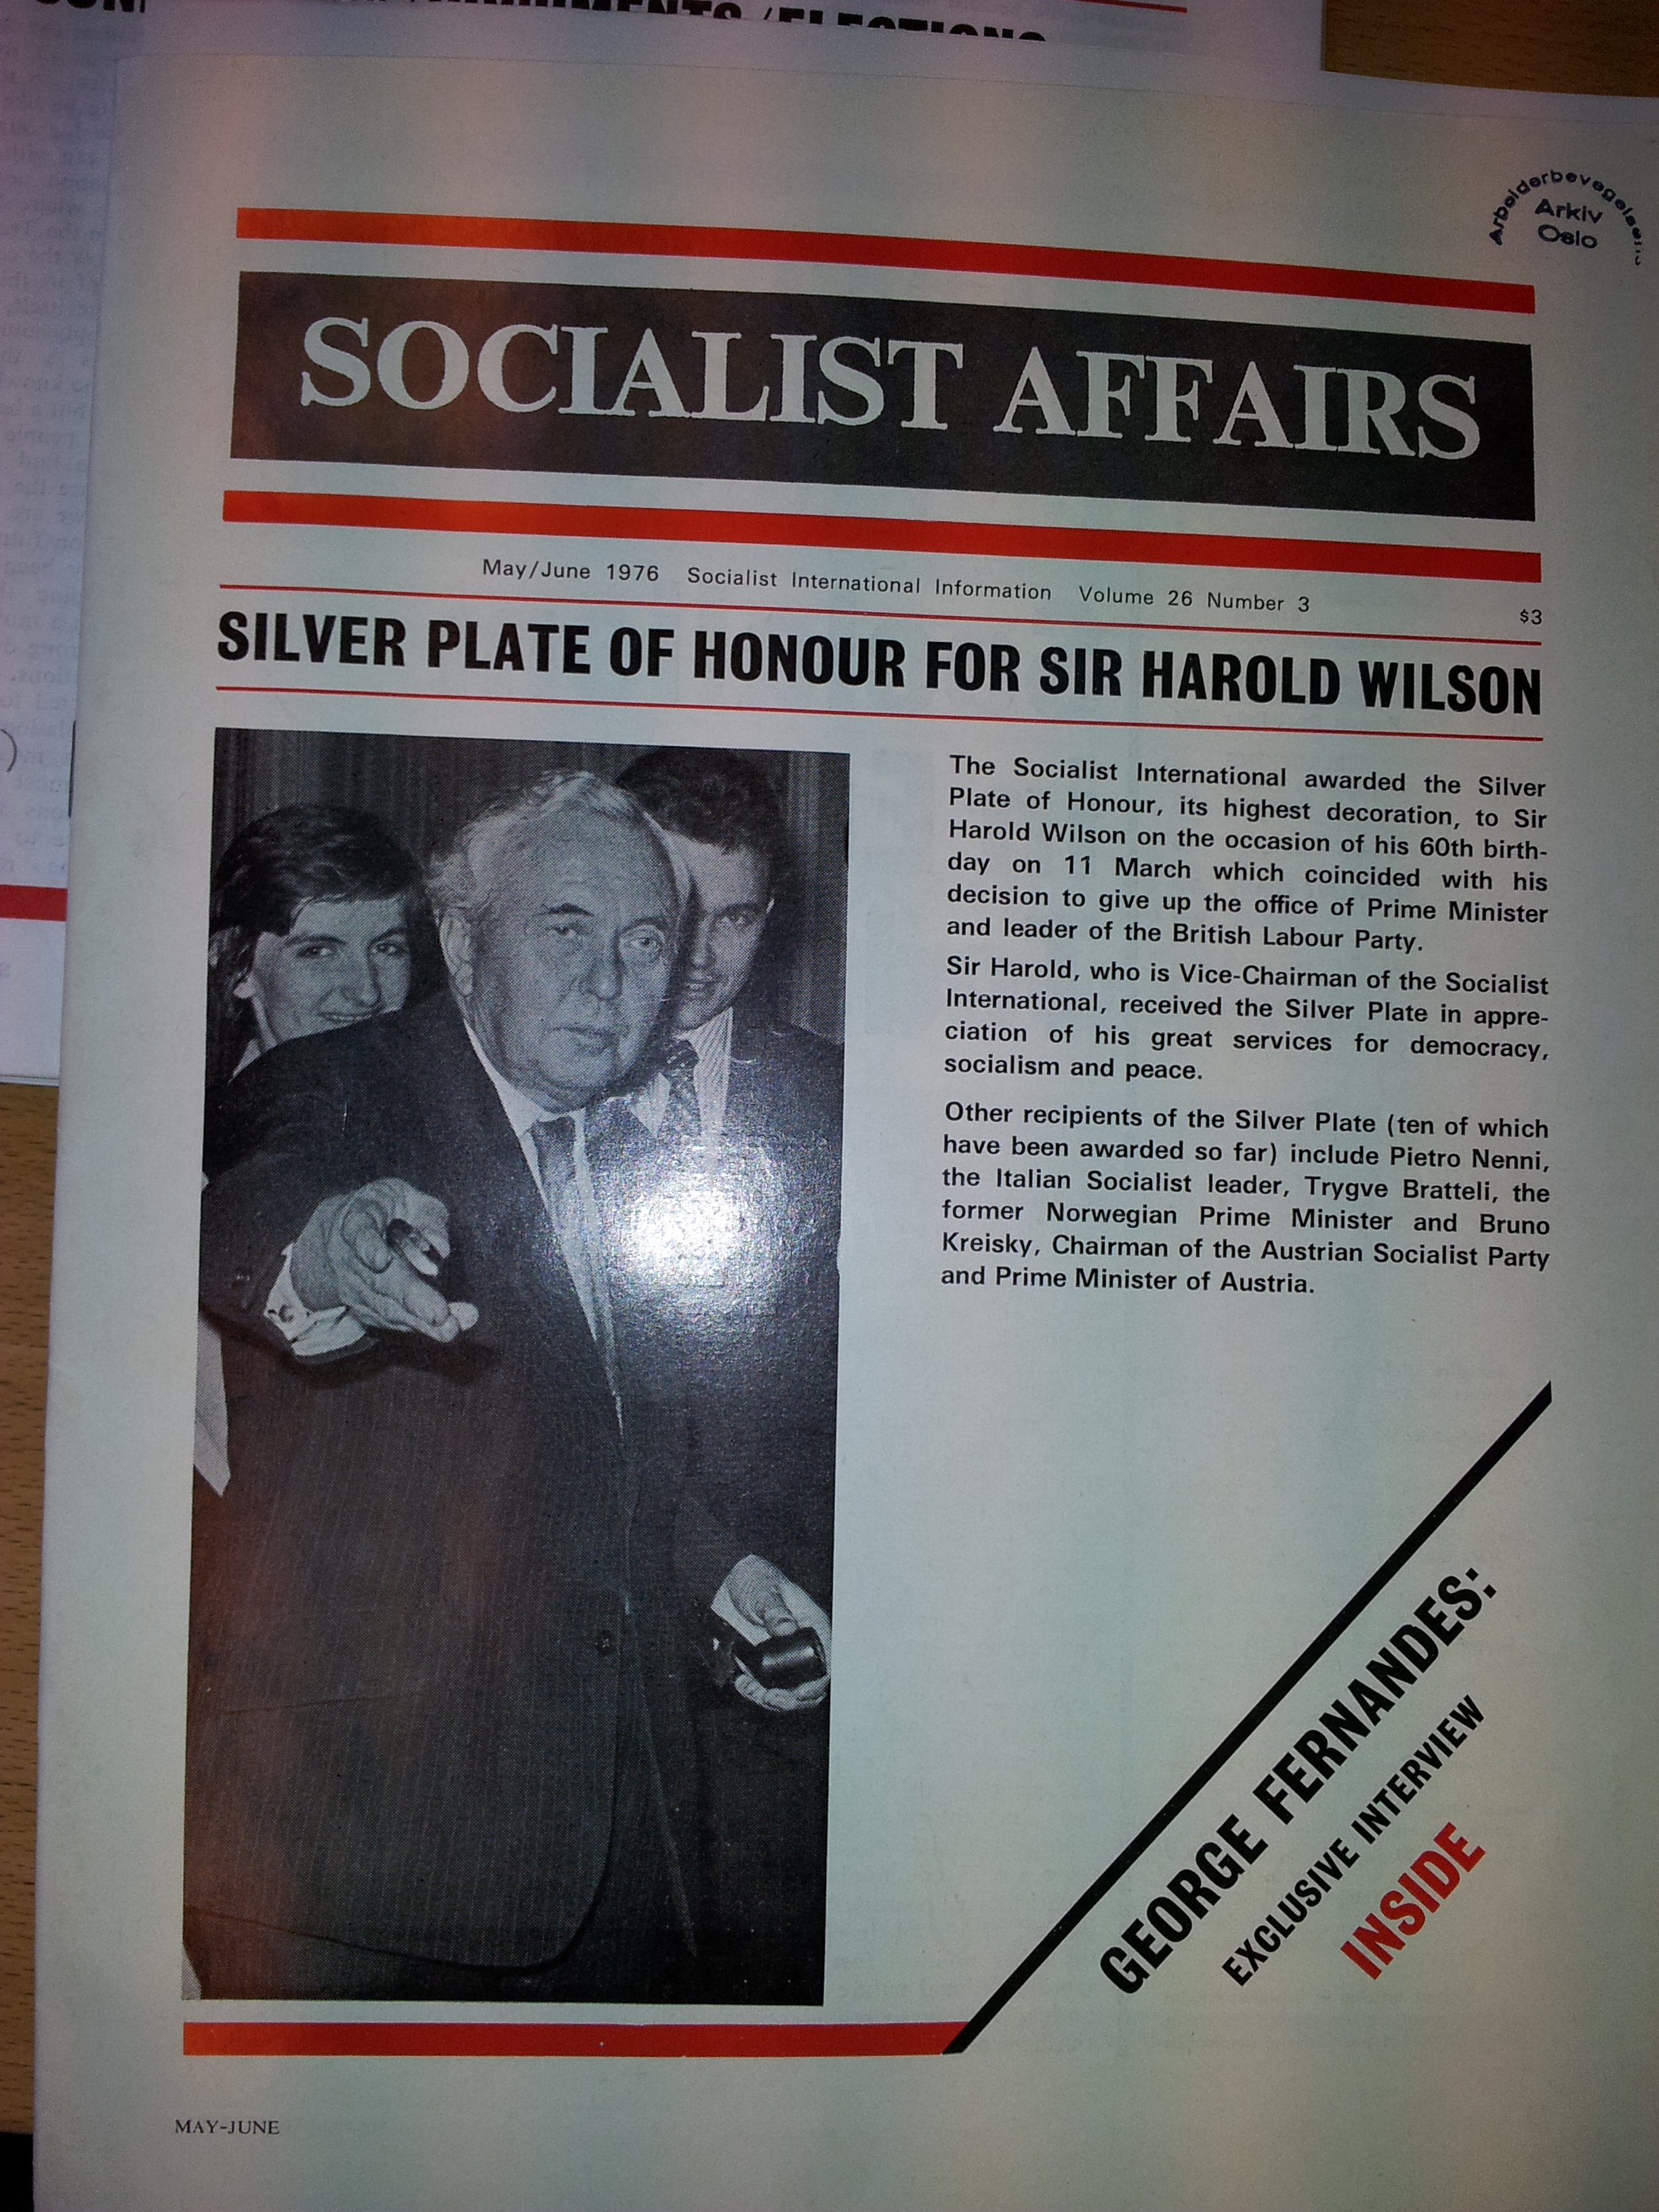 /ELECTIONS
Arbeiderbevegelsens
Arkiv
Oslo
SOCIALIST AFFAIRS
May/June 1976 Socialist International Information Volume 26 Number 3
$3
SILVER PLATE OF HONOUR FOR SIR HAROLD WILSON
The Socialist International awarded the Silver
Plate of Honour, its highest decoration, to Sir
Harold Wilson on the occasion of his 60th birth-
day on 11 March which coincided with his
decision to give up the office of Prime Minister
and leader of the British Labour Party.
Sir Harold, who is Vice-Chairman of the Socialist
International, received the Silver Plate in appre-
ciation of his great services for democracy,
socialism and peace.
Other recipients of the Silver Plate (ten of which
have been awarded so far) include Pietro Nenni,
the Italian Socialist leader, Trygve Bratteli, the
former Norwegian Prime Minister and Bruno
Kreisky, Chairman of the Austrian Socialist Party
and Prime Minister of Austria.
GEORGE FERNANDES:
EXCLUSIVE INTERVIEW
INSIDE
MAY-JUNE